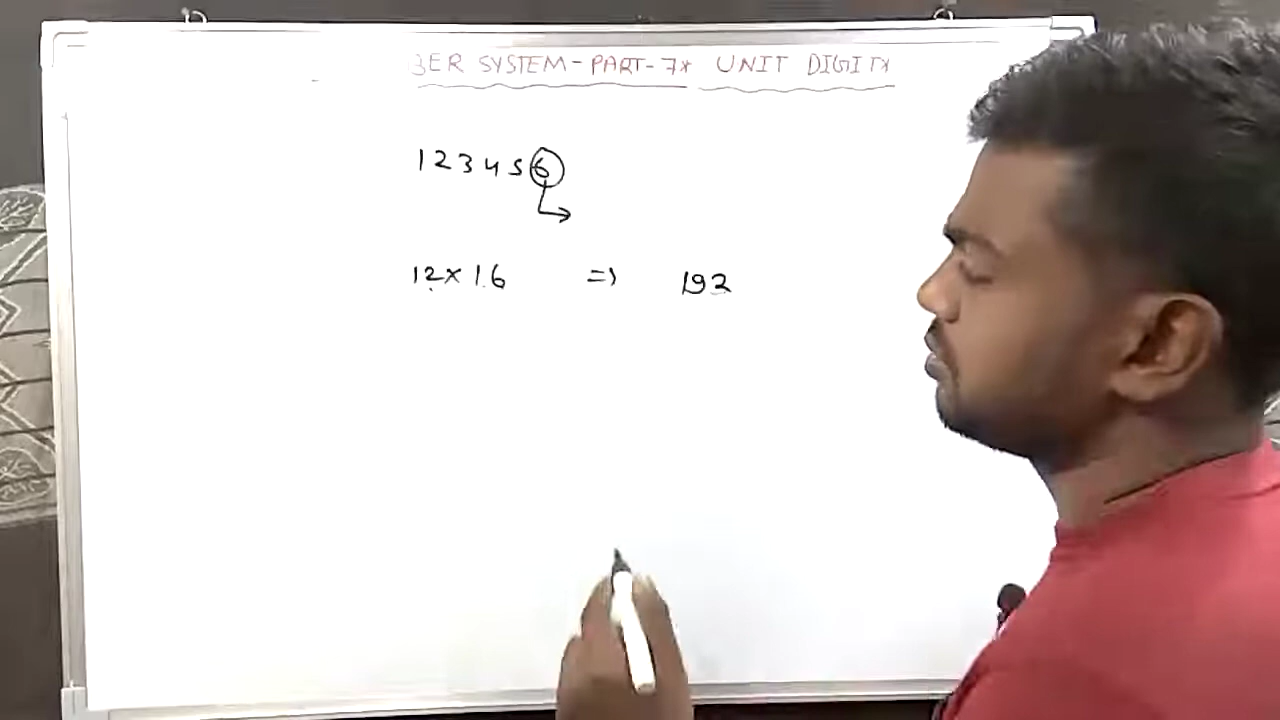 BER SYSTEM - PART - 7* UNIT DIGIT*
123456
12 × 16 => 192